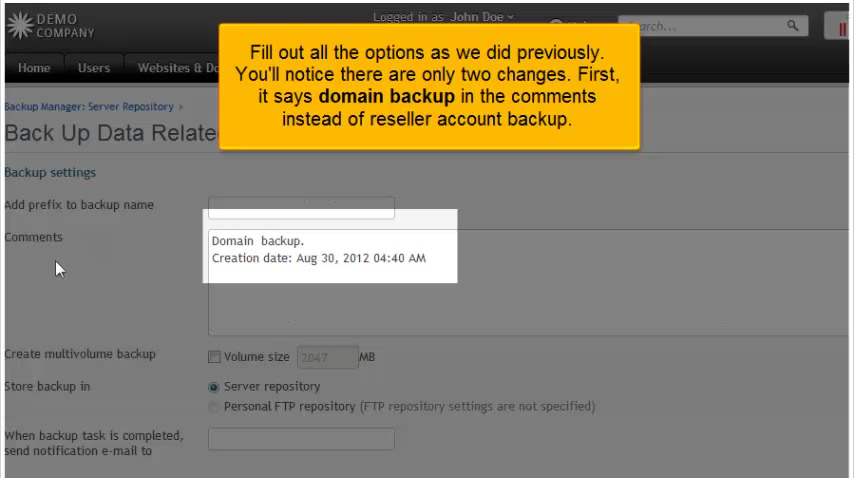 DEMO
COMPANY
Logged in as John Doe
Fill out all the options as we did previously.
You'll notice there are only two changes. First,
it says domain backup in the comments
instead of reseller account backup.
Home Users Websites & Do
Backup Manager: Server Repository
Back Up Data Relate
Backup settings
Add prefix to backup name
Comments
Domain backup.
Creation date: Aug 30, 2012 04:40 AM
Create multivolume backup
Volume size 2047 MB
Store backup in
Server repository
Personal FTP repository (FTP repository settings are not specified)
When backup task is completed,
send notification e-mail to